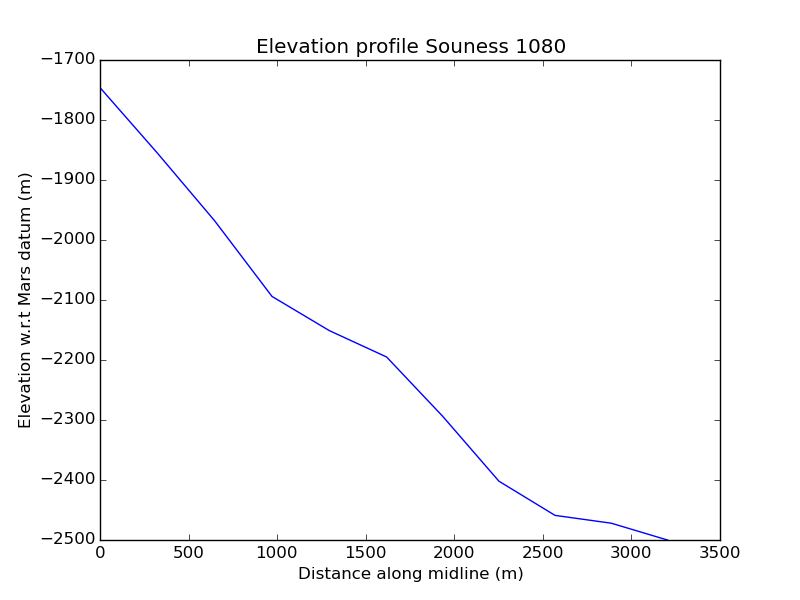 Elevation profile Souness 1080
Elevation w.r.t Mars datum (m)
−1700
−1800
−1900
−2000
−2100
−2200
−2300
−2400
−2500
0 500 1000 1500 2000 2500 3000 3500
Distance along midline (m)